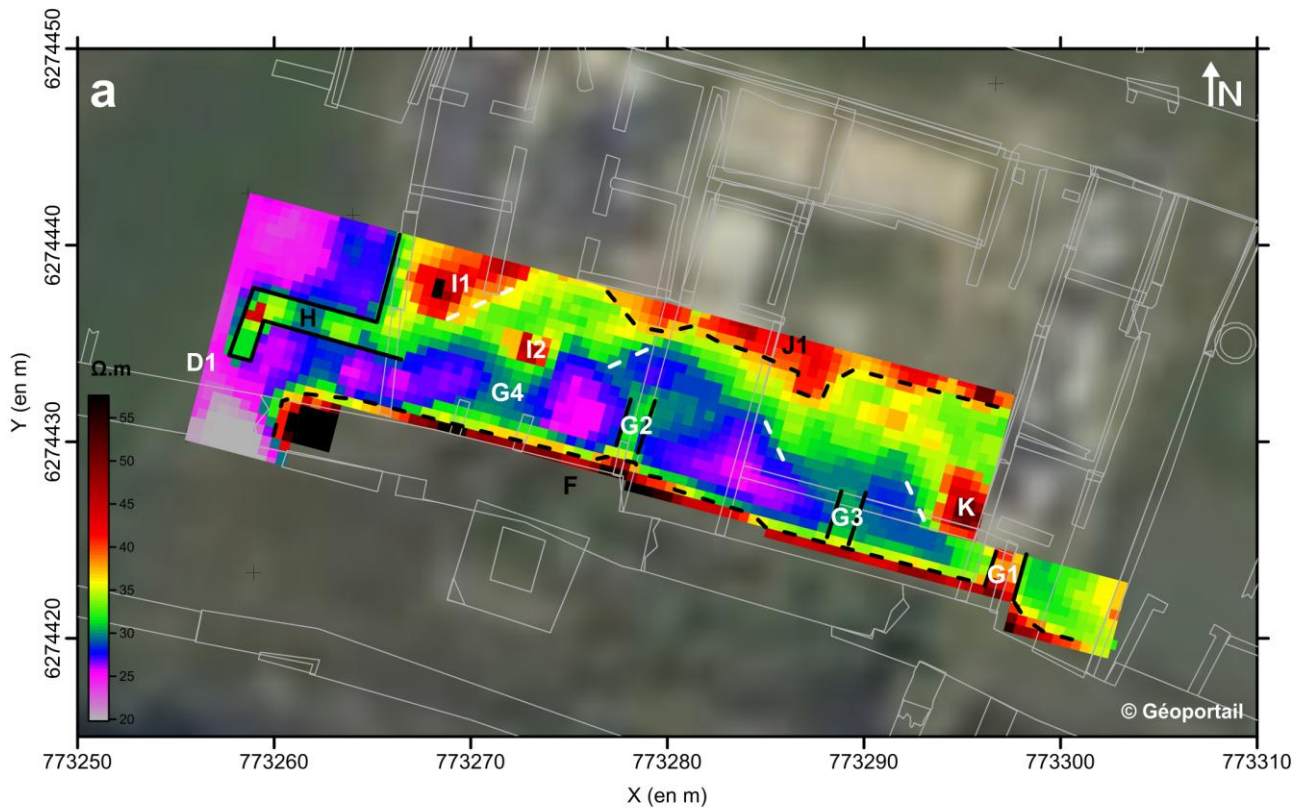 a
N
6274450
6274440
6274430
6274420
Y (en m)
I1
H
J1
D1
I2
Ω.m
G4
G2
55
50
F
K
45
G3
40
G1
35
30
25
20
© Géoportail
773250
773260
773270
773280
773290
773300
773310
X (en m)